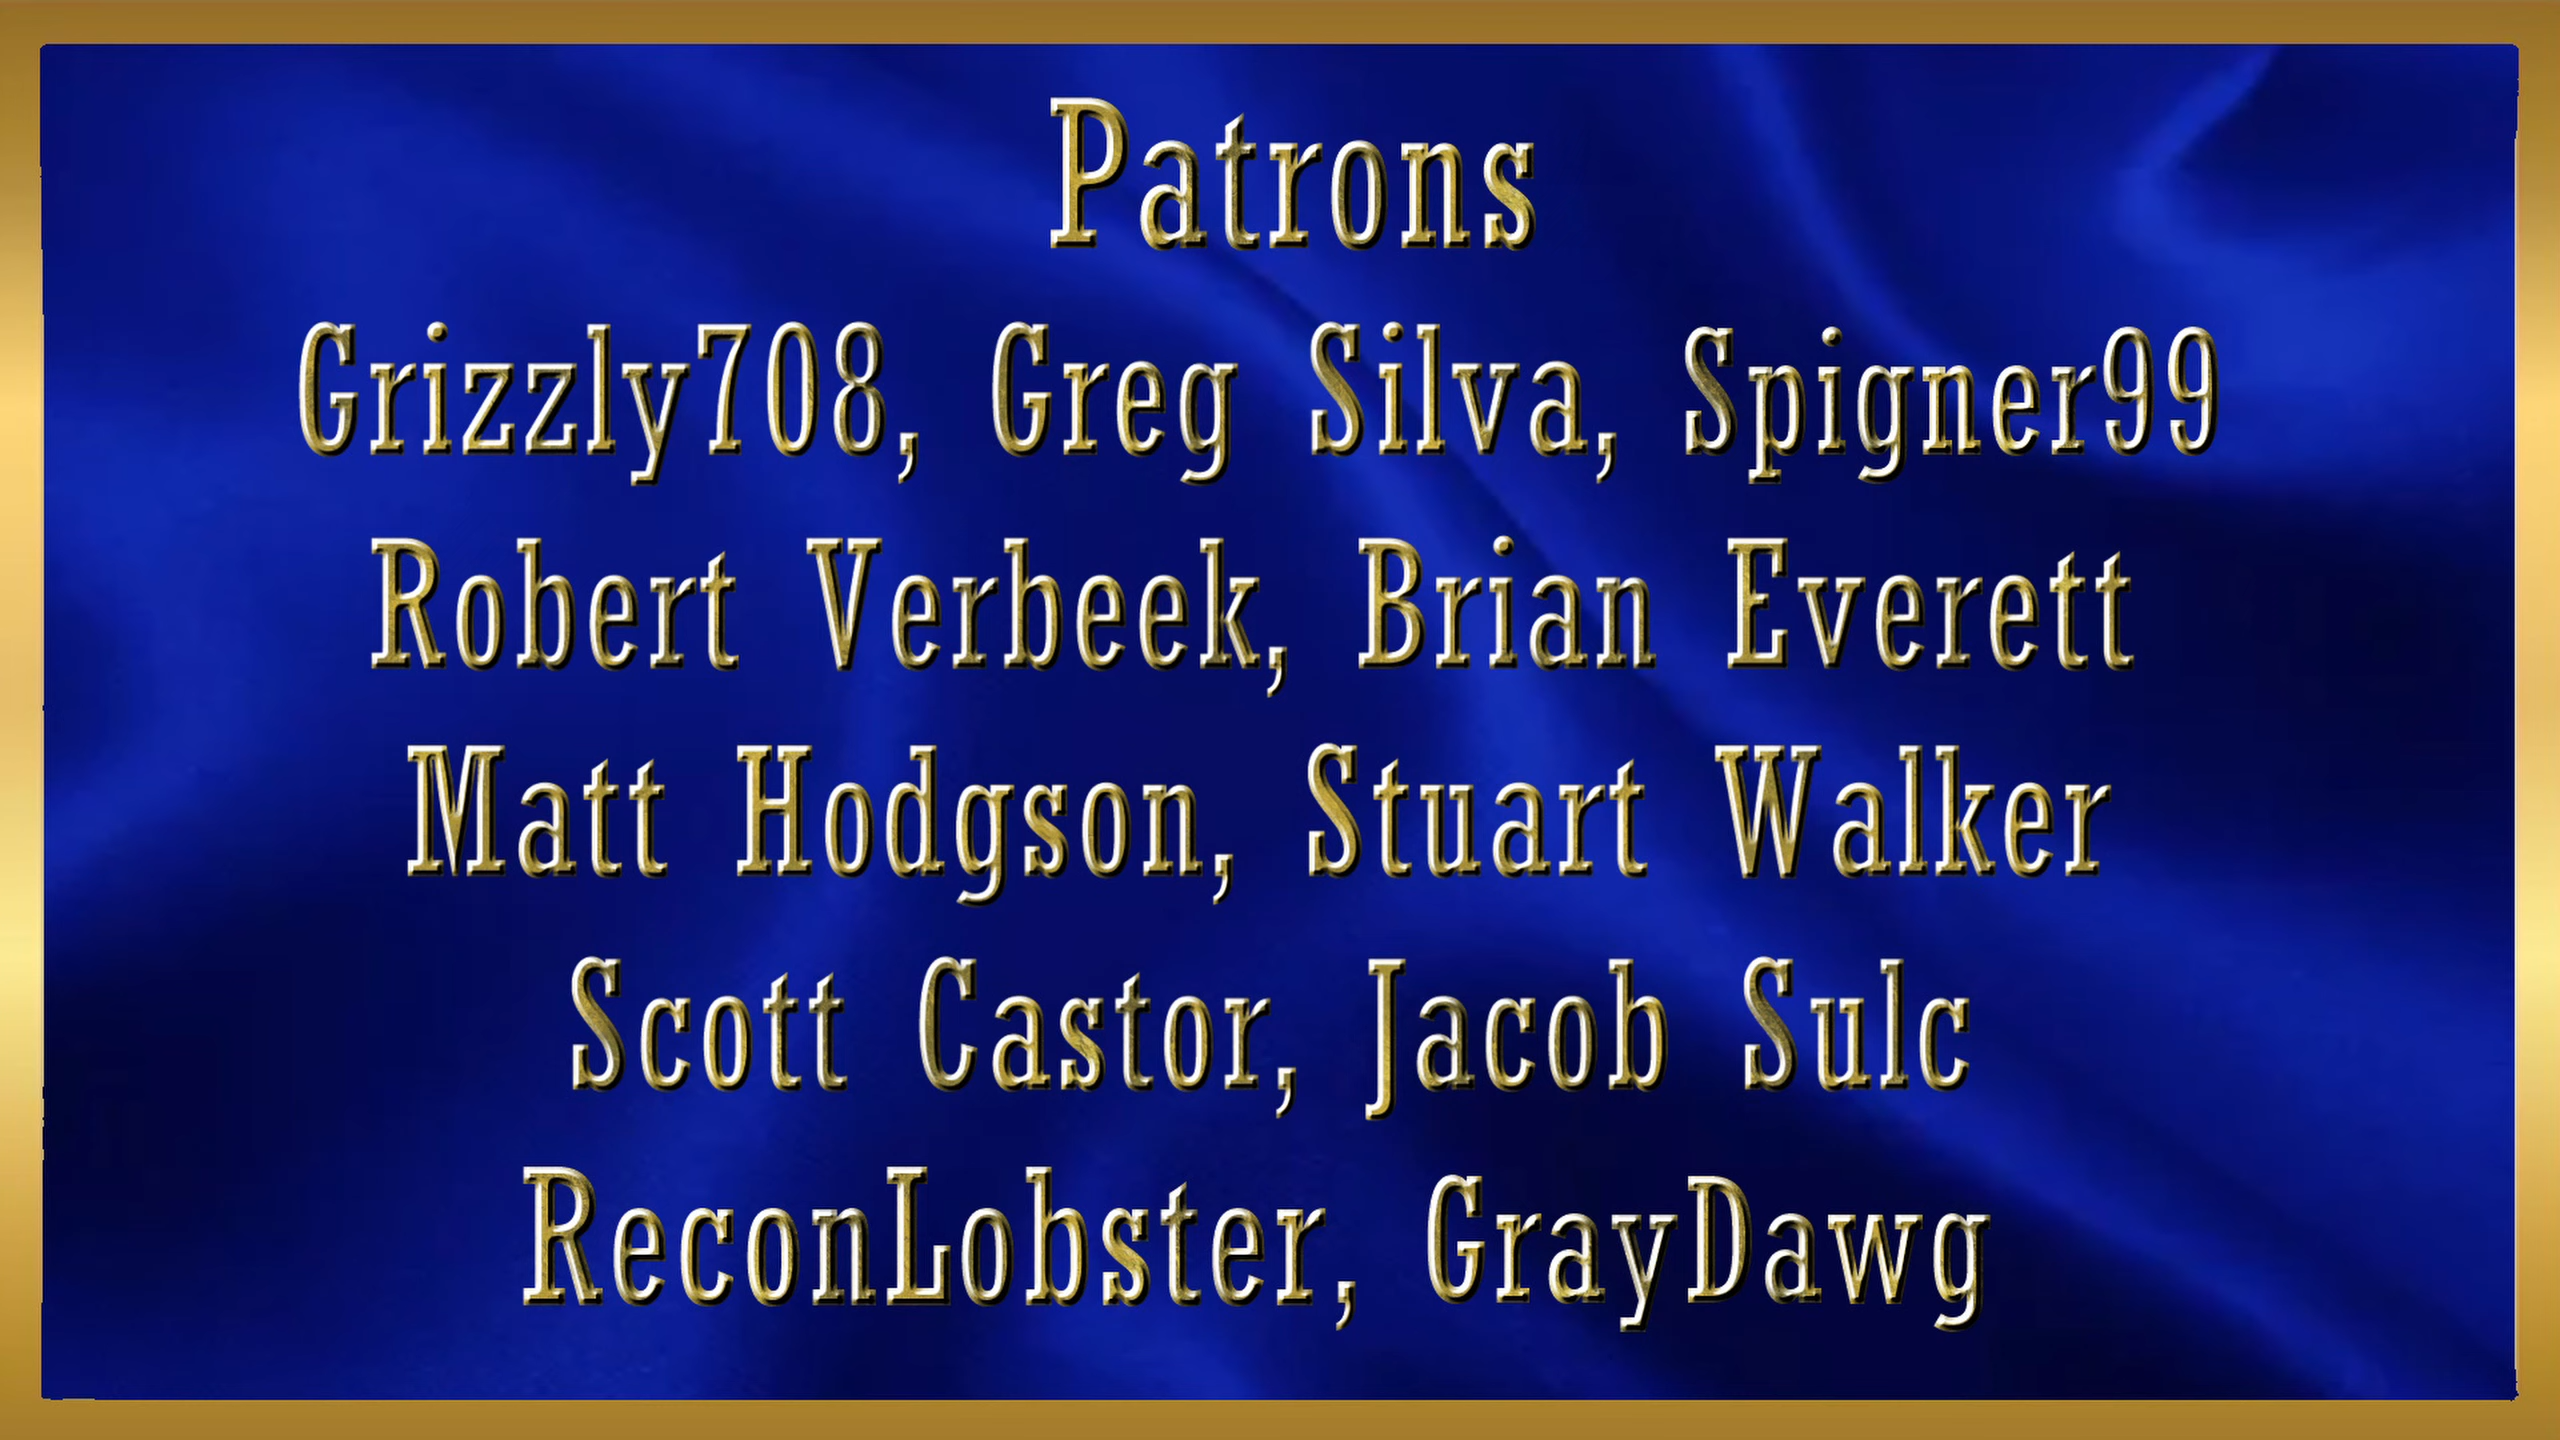 Patrons
Grizzly708, Greg Silva, Spigner99
Robert Verbeek, Brian Everett
Matt Hodgson, Stuart Walker
Scott Castor, Jacob Sulc
ReconLobster, GrayDawg